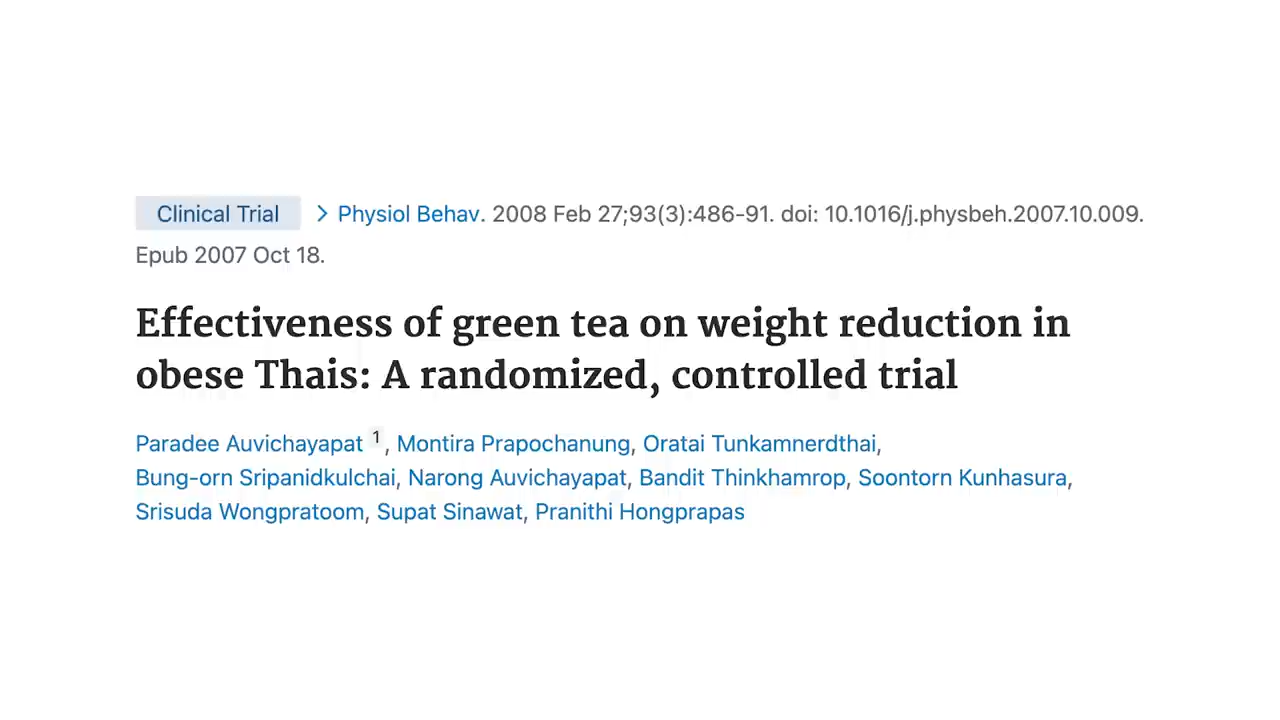 Clinical Trial > Physiol Behav. 2008 Feb 27;93(3):486-91. doi: 10.1016/j.physbeh.2007.10.009.
Epub 2007 Oct 18.
Effectiveness of green tea on weight reduction in
obese Thais: A randomized, controlled trial
Paradee Auvichayapat 1, Montira Prapochanung, Oratai Tunkamnerdthai,
Bung-orn Sripanidkulchai, Narong Auvichayapat, Bandit Thinkhamrop, Soontorn Kunhasura,
Srisuda Wongpratoom, Supat Sinawat, Pranithi Hongprapas